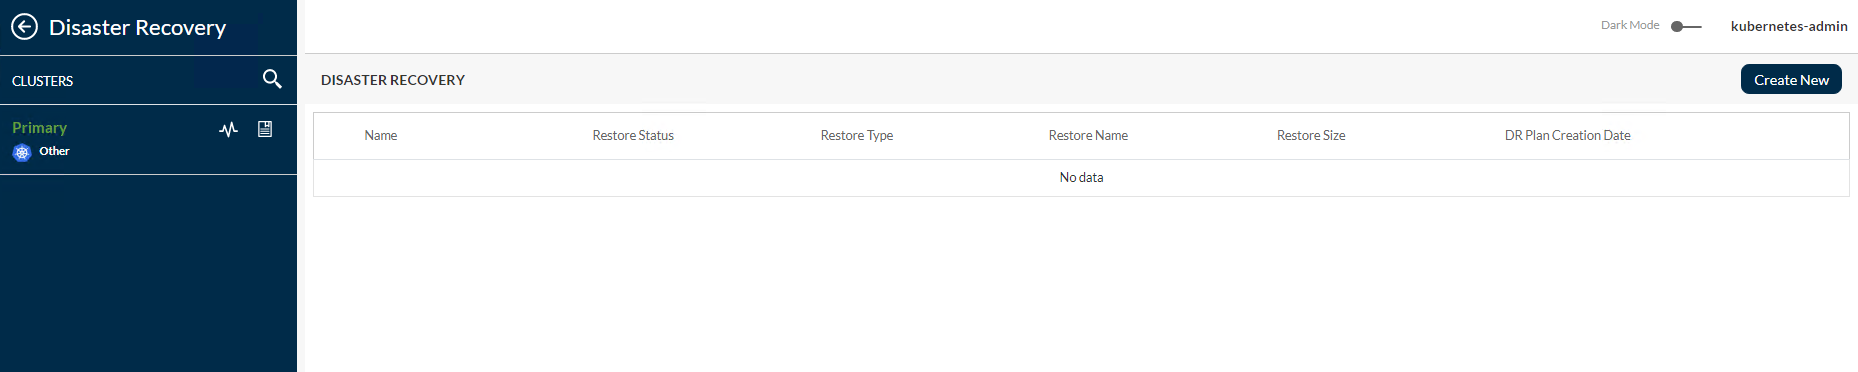 Disaster Recovery
Dark Mode
kubernetes-admin
CLUSTERS
DISASTER RECOVERY
Create New
Primary
Other
Name
Restore Status
Restore Type
Restore Name
Restore Size
DR Plan Creation Date
No data